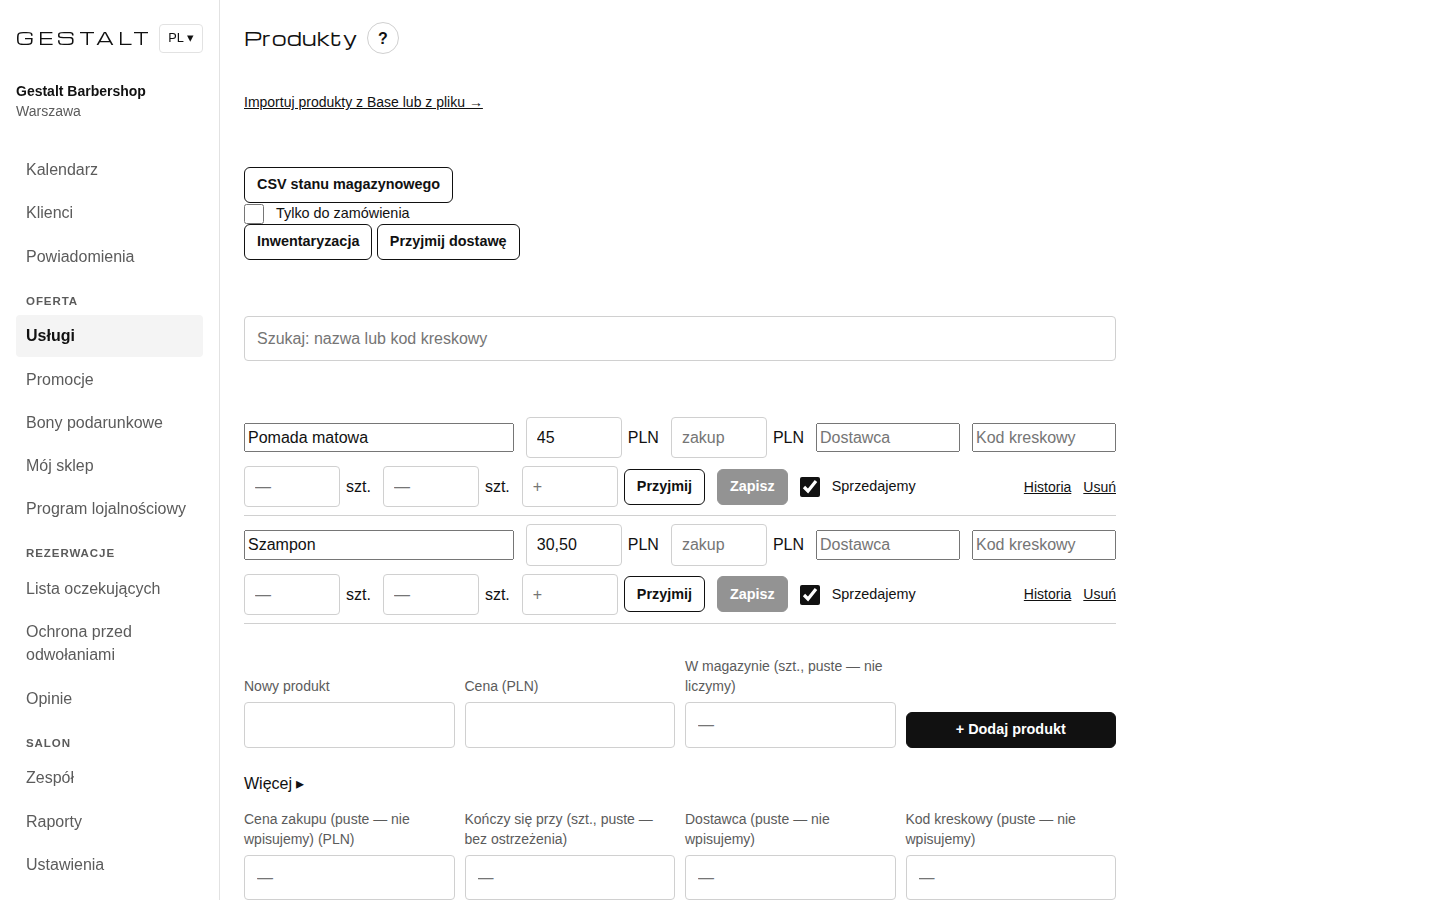 GESTALT
PL ▾
Gestalt Barbershop
Warszawa
Kalendarz
Klienci
Powiadomienia
OFERTA
Usługi
Promocje
Bony podarunkowe
Mój sklep
Program lojalnościowy
REZERWACJE
Lista oczekujących
Ochrona przed
odwołaniami
Opinie
SALON
Zespół
Raporty
Ustawienia
Produkty ?
Importuj produkty z Base lub z pliku →
CSV stanu magazynowego
Tylko do zamówienia
Inwentaryzacja Przyjmij dostawę
Szukaj: nazwa lub kod kreskowy
Pomada matowa 45 PLN zakup PLN Dostawca Kod kreskowy
— szt. — szt. + Przyjmij Zapisz Sprzedajemy Historia Usuń
Szampon 30,50 PLN zakup PLN Dostawca Kod kreskowy
— szt. — szt. + Przyjmij Zapisz Sprzedajemy Historia Usuń
Nowy produkt
Cena (PLN)
W magazynie (szt., puste — nie
liczymy)
—
+ Dodaj produkt
Więcej ▸
Cena zakupu (puste — nie
wpisujemy) (PLN)
—
Kończy się przy (szt., puste —
bez ostrzeżenia)
—
Dostawca (puste — nie
wpisujemy)
—
Kod kreskowy (puste — nie
wpisujemy)
—